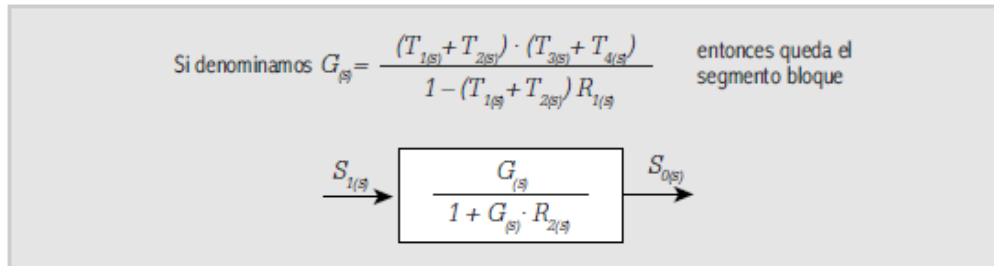 Si denominamos G(s) = (T1(s) + T2(s)) · (T3(s) + T4(s)) / 1 – (T1(s) + T2(s)) R1(s) entonces queda el
segmento bloque
S1(s)
G(s) / 1 + G(s) · R2(s)
S0(s)